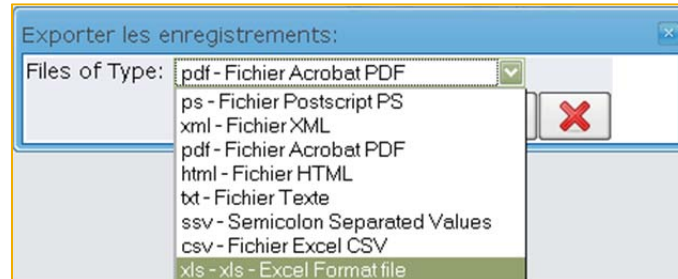 Exporter les enregistrements:
Files of Type: pdf - Fichier Acrobat PDF
ps - Fichier Postscript PS
xml - Fichier XML
pdf - Fichier Acrobat PDF
html - Fichier HTML
txt - Fichier Texte
ssv - Semicolon Separated Values
csv - Fichier Excel CSV
xls - xls - Excel Format file